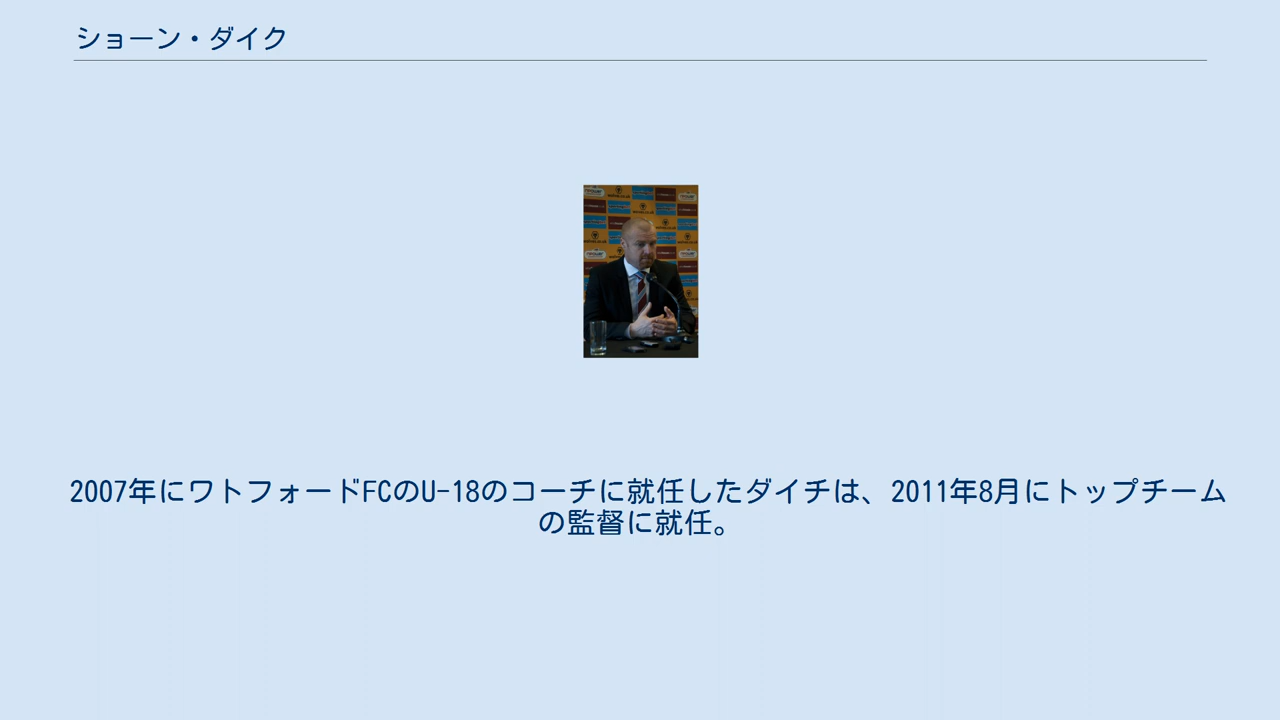 ショーン・ダイク
2007年にワトフォードFCのU-18のコーチに就任したダイチは、2011年8月にトップチーム
の監督に就任。